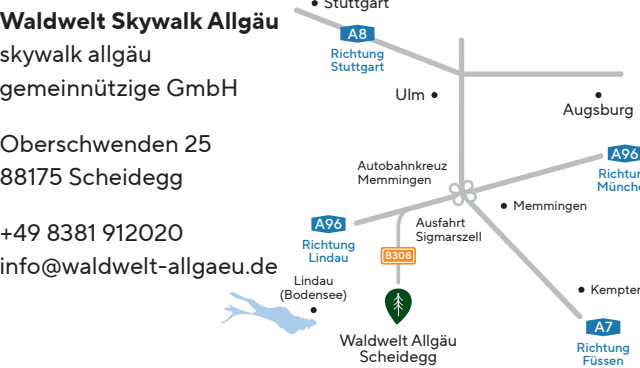 Waldwelt Skywalk Allgäu
skywalk allgäu
gemeinnützige GmbH
Oberschwenden 25
88175 Scheidegg
+49 8381 912020
info@waldwelt-allgaeu.de
Stuttgart
A8
Richtung
Stuttgart
Ulm
Augsburg
Autobahnkreuz
Memmingen
A96
Richtun
Münche
Memmingen
A96
Richtung
Lindau
Ausfahrt
Sigmarszell
B308
Lindau
(Bodensee)
Kempten
Waldwelt Allgäu
Scheidegg
A7
Richtung
Füssen